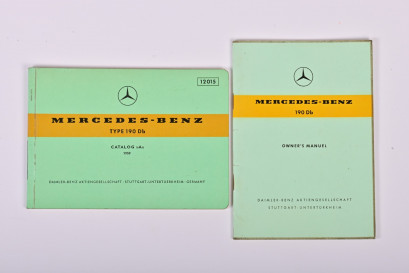 12015
MERCEDES-BENZ
TYPE 190 Db
CATALOG »A«
DAIMLER-BENZ AKTIENGESELLSCHAFT · STUTTGART-UNTERTÜRKHEIM · GERMANY
MERCEDES-BENZ
190 Db
OWNER'S MANUEL
DAIMLER-BENZ AKTIENGESELLSCHAFT
STUTTGART-UNTERTÜRKHEIM